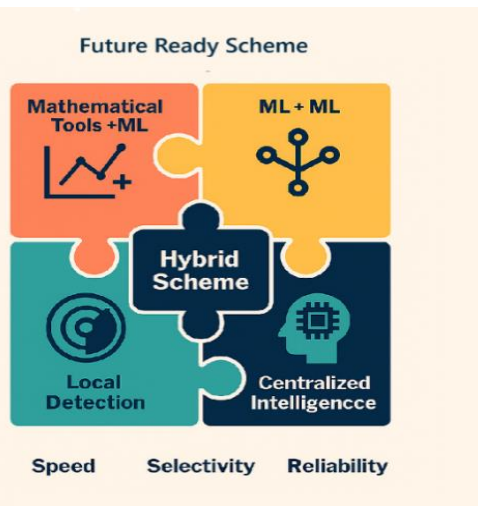 Future Ready Scheme
Mathematical
Tools +ML
ML + ML
Hybrid
Scheme
Local
Detection
Centralized
Intelligencce
Speed
Selectivity
Reliability